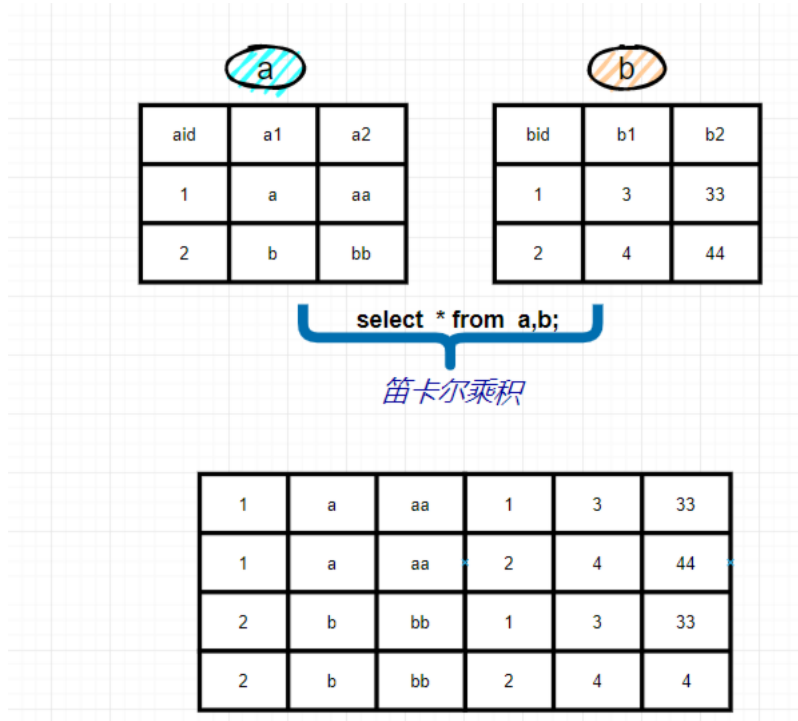 a b
aid a1 a2 bid b1 b2
1 a aa 1 3 33
2 b bb 2 4 44
select * from a,b;
笛卡尔乘积
1 a aa 1 3 33
1 a aa 2 4 44
2 b bb 1 3 33
2 b bb 2 4 4